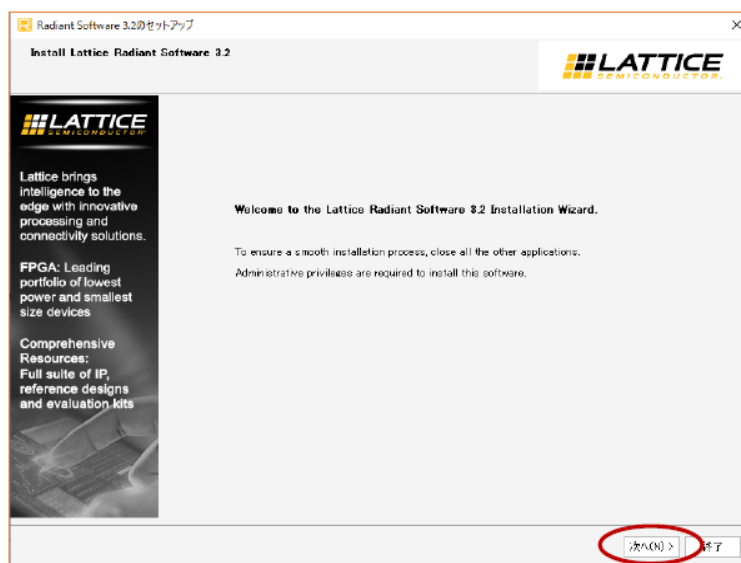 Radiant Software 3.2のセットアップ
Install Lattice Radiant Software 3.2
LATTICE
SEMICONDUCTOR.
LATTICE
SEMICONDUCTOR
Lattice brings
intelligence to the
edge with innovative
processing and
connectivity solutions.
FPGA: Leading
portfolio of lowest
power and smallest
size devices
Comprehensive
Resources:
Full suite of IP,
reference designs
and evaluation kits
Welcome to the Lattice Radiant Software 3.2 Installation Wizard.
To ensure a smooth installation process, close all the other applications.
Administrative privileges are required to install this software.
次へ(N) >
終了